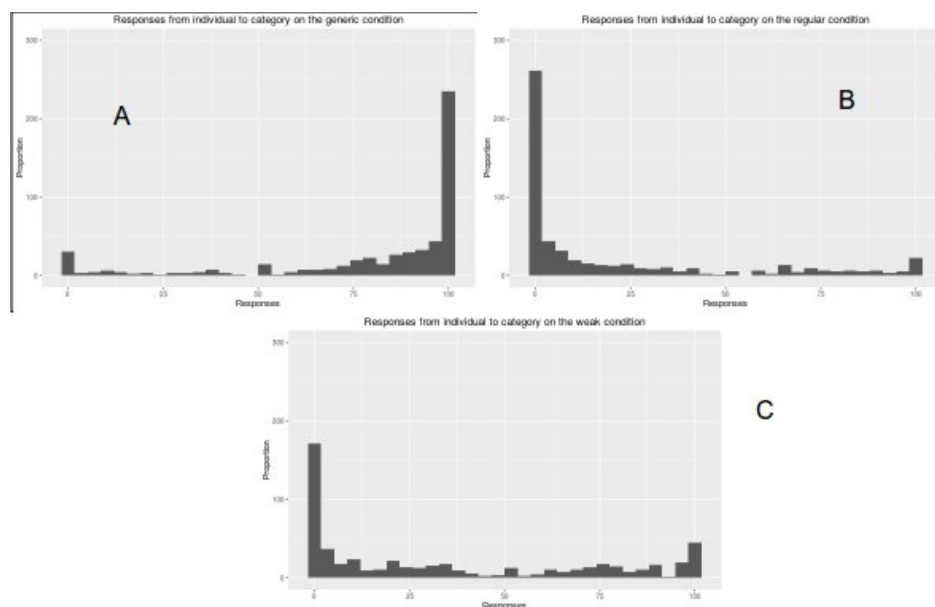 Responses from individual to category on the generic condition
300
200
100
0
Proportion
A
0
25
50
75
100
Responses
Responses from individual to category on the regular condition
300
200
100
0
Proportion
B
0
25
50
75
100
Responses
Responses from individual to category on the weak condition
300
200
100
0
Proportion
C
0
25
50
75
100
Responses